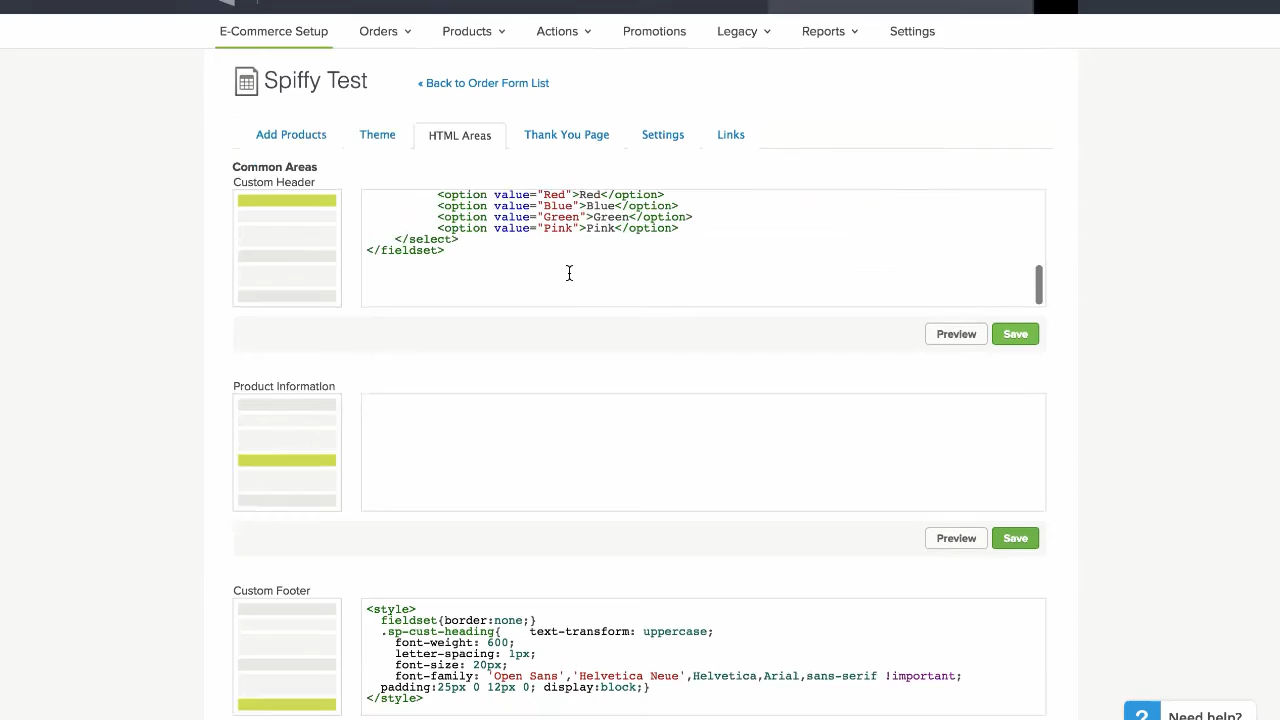 E-Commerce Setup Orders Products Actions Promotions Legacy Reports Settings
Spiffy Test « Back to Order Form List
Add Products Theme HTML Areas Thank You Page Settings Links
Common Areas
Custom Header
<option value="Red">Red</option>
<option value="Blue">Blue</option>
<option value="Green">Green</option>
<option value="Pink">Pink</option>
</select>
</fieldset>
Preview Save
Product Information
Preview Save
Custom Footer
<style>
fieldset{border:none;}
.sp-cust-heading{ text-transform: uppercase;
font-weight: 600;
letter-spacing: 1px;
font-size: 20px;
font-family: 'Open Sans','Helvetica Neue',Helvetica,Arial,sans-serif !important;
padding:25px 0 12px 0; display:block;}
</style>
? Need help?